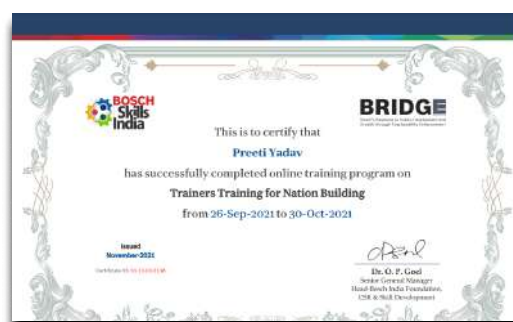 BOSCH
Skills
India
BRIDGE
This is to certify that
Preeti Yadav
has successfully completed online training program on
Trainers Training for Nation Building
from 26-Sep-2021 to 30-Oct-2021
Issued
November-2021
Dr. O. P. Goel
Senior General Manager
Head-Bosch India Foundation,
CSR & Skill Development